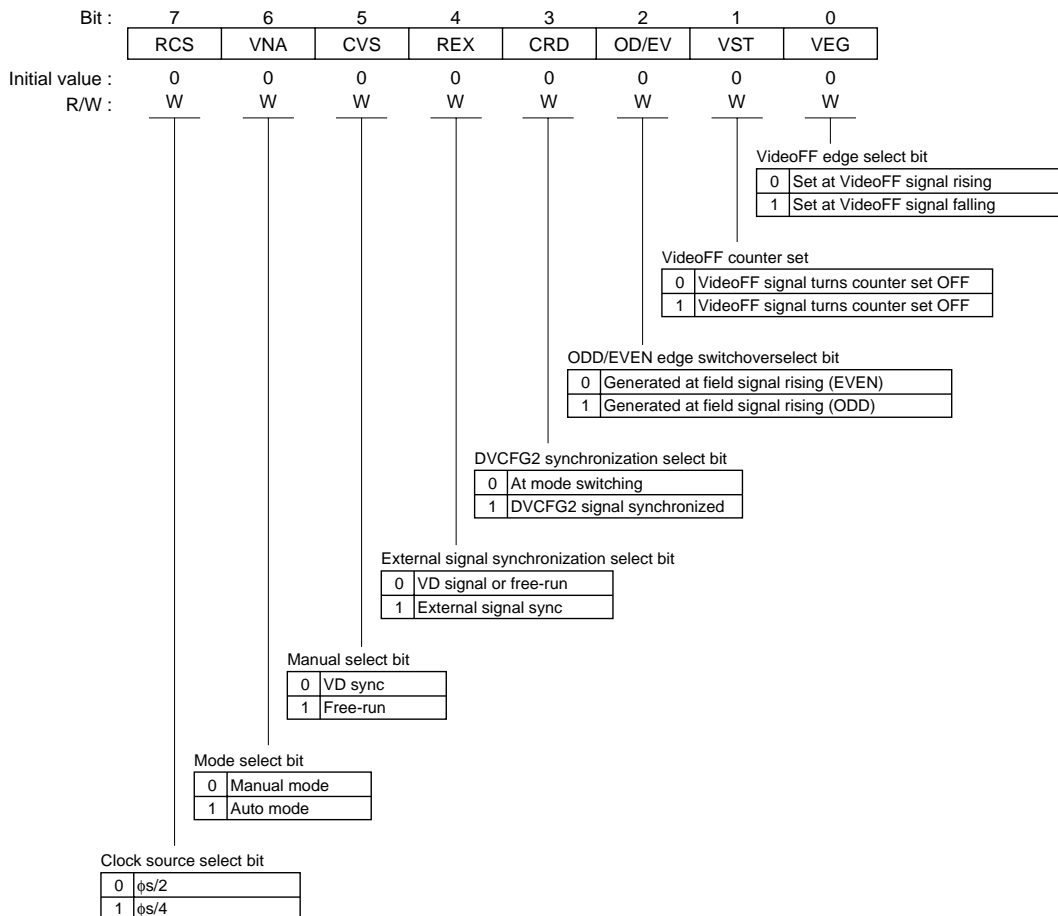 Bit : 7 6 5 4 3 2 1 0
RCS VNA CVS REX CRD OD/EV VST VEG
Initial value : 0 0 0 0 0 0 0 0
R/W : W W W W W W W W
VideoFF edge select bit
0 Set at VideoFF signal rising
1 Set at VideoFF signal falling
VideoFF counter set
0 VideoFF signal turns counter set OFF
1 VideoFF signal turns counter set OFF
ODD/EVEN edge switchoverselect bit
0 Generated at field signal rising (EVEN)
1 Generated at field signal rising (ODD)
DVCFG2 synchronization select bit
0 At mode switching
1 DVCFG2 signal synchronized
External signal synchronization select bit
0 VD signal or free-run
1 External signal sync
Manual select bit
0 VD sync
1 Free-run
Mode select bit
0 Manual mode
1 Auto mode
Clock source select bit
0 ϕs/2
1 ϕs/4